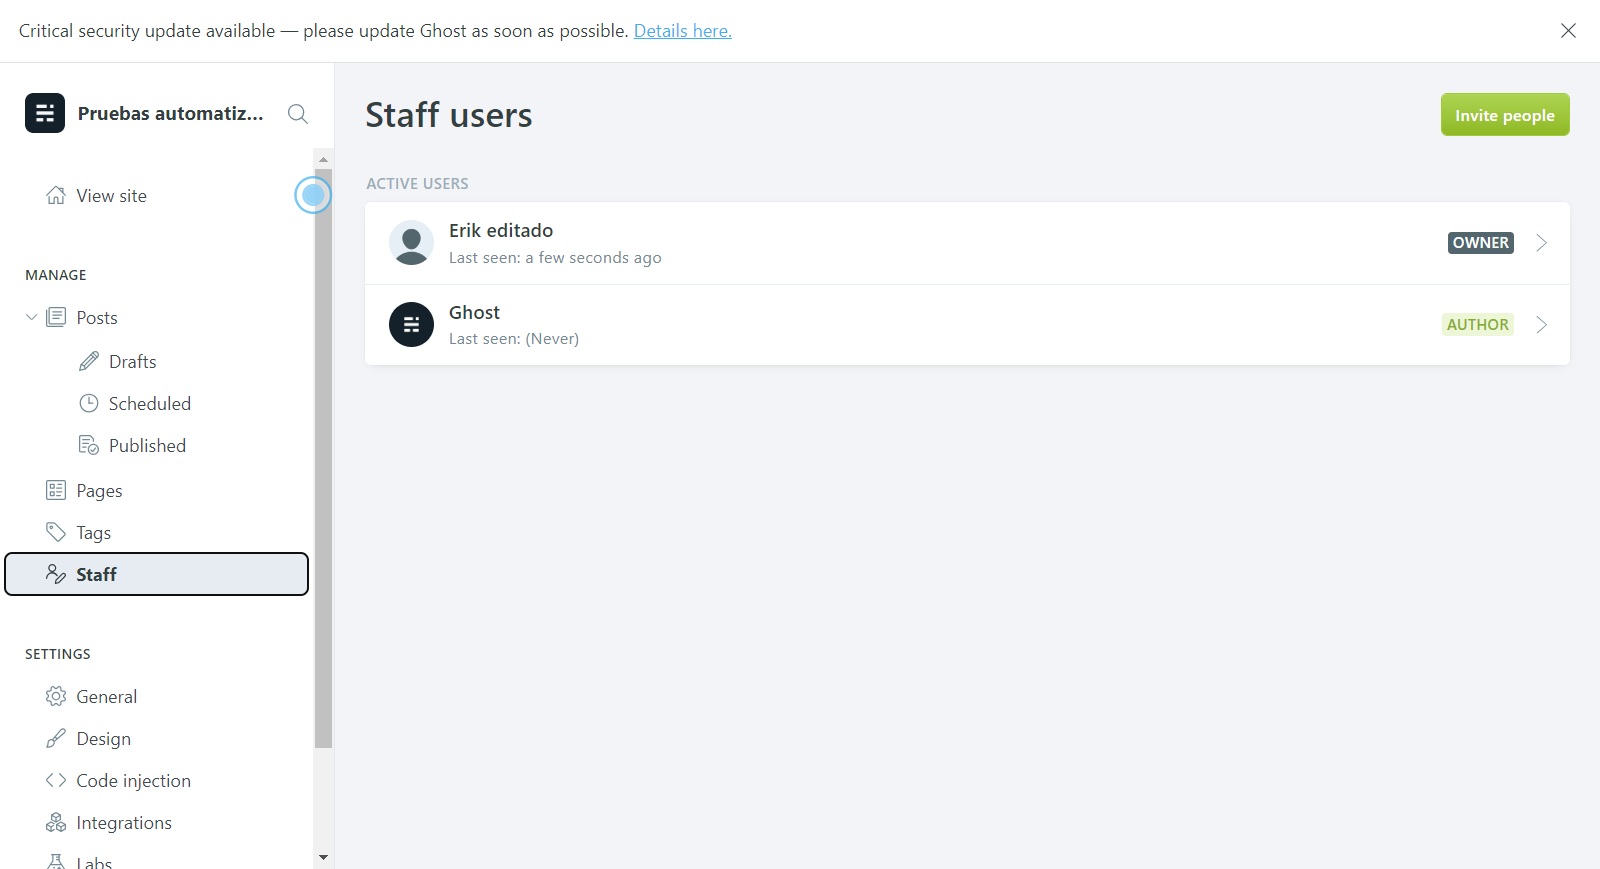 Critical security update available — please update Ghost as soon as possible. Details here.
Pruebas automatiz...
View site
MANAGE
Posts
Drafts
Scheduled
Published
Pages
Tags
Staff
SETTINGS
General
Design
Code injection
Integrations
Labs
Staff users
Invite people
ACTIVE USERS
Erik editado
Last seen: a few seconds ago
OWNER
Ghost
Last seen: (Never)
AUTHOR